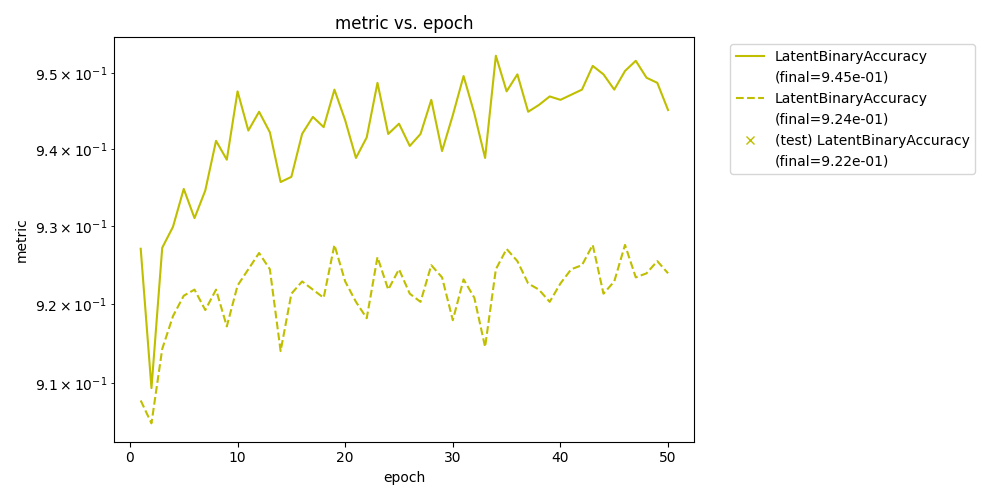 metric vs. epoch
metric
9.5 × 10⁻¹
9.4 × 10⁻¹
9.3 × 10⁻¹
9.2 × 10⁻¹
9.1 × 10⁻¹
0 10 20 30 40 50
epoch
LatentBinaryAccuracy
(final=9.45e-01)
LatentBinaryAccuracy
(final=9.24e-01)
(test) LatentBinaryAccuracy
(final=9.22e-01)